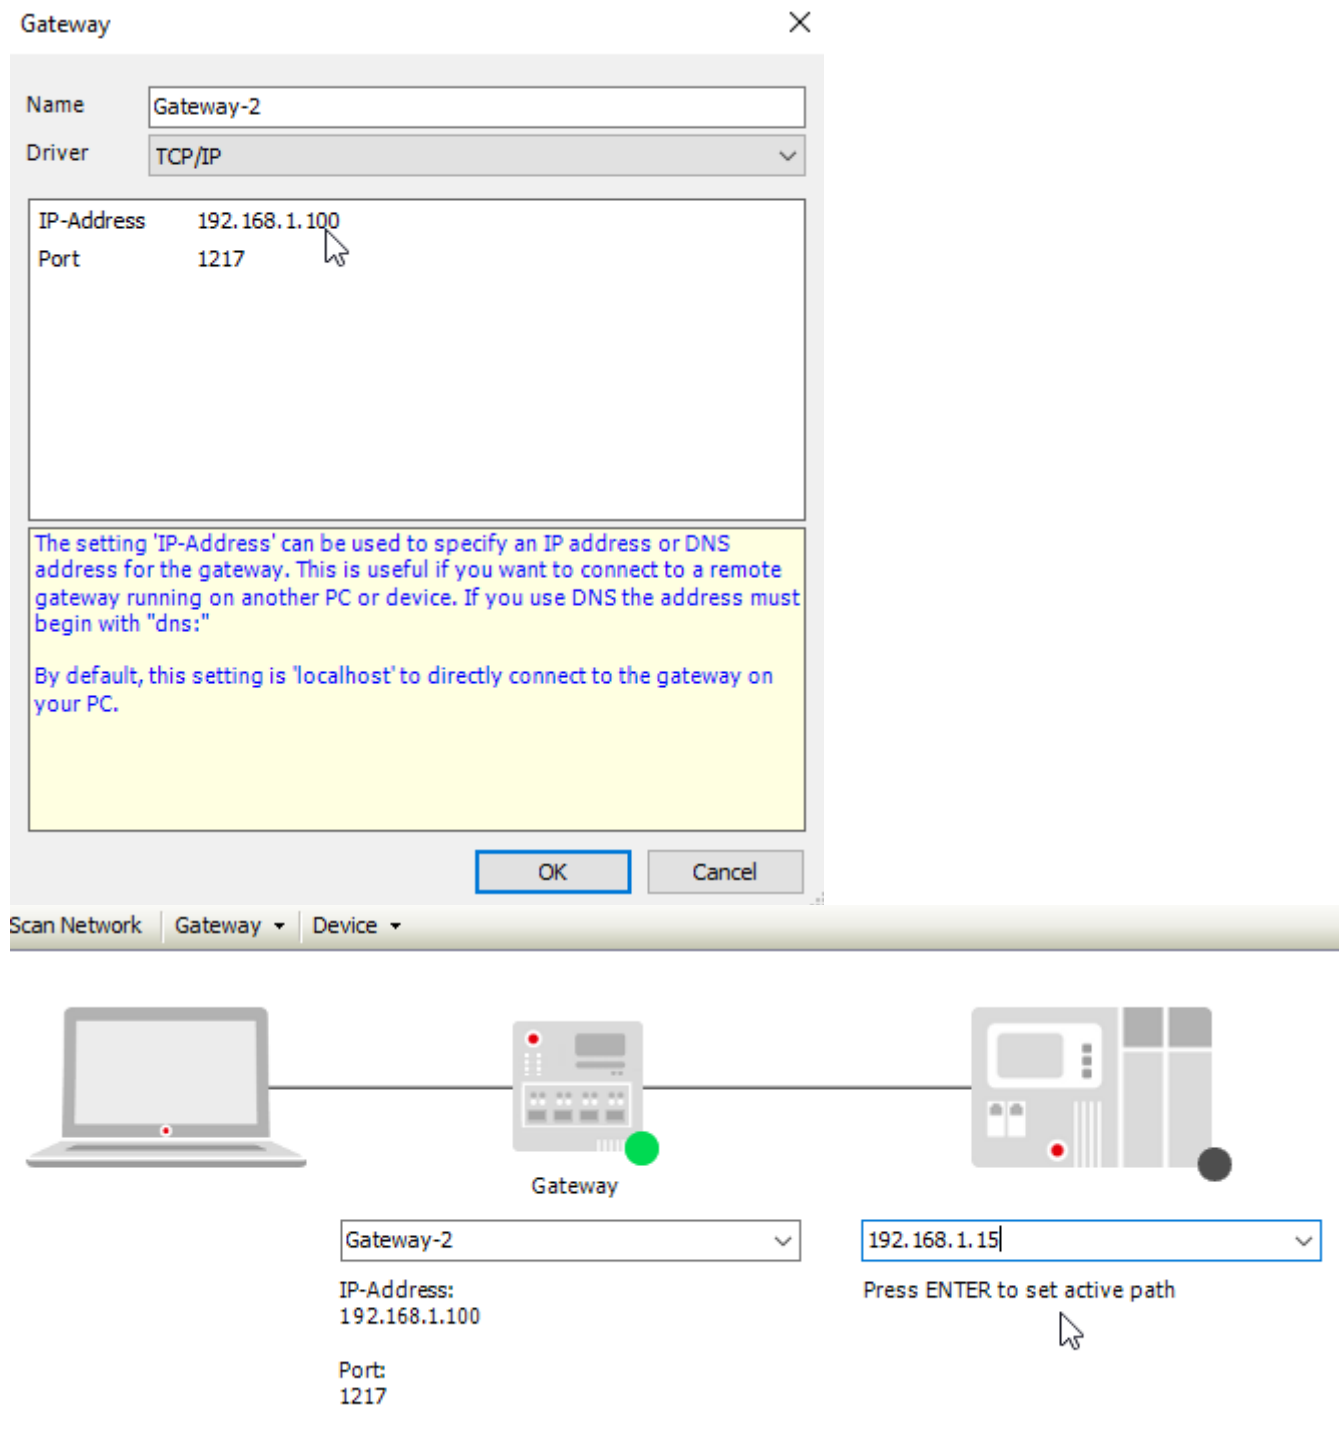 Gateway
Name Gateway-2
Driver TCP/IP
IP-Address 192.168.1.100
Port 1217
The setting 'IP-Address' can be used to specify an IP address or DNS
address for the gateway. This is useful if you want to connect to a remote
gateway running on another PC or device. If you use DNS the address must
begin with "dns:"
By default, this setting is 'localhost' to directly connect to the gateway on
your PC.
OK Cancel
Scan Network Gateway Device
Gateway
Gateway-2 192.168.1.15
IP-Address: Press ENTER to set active path
192.168.1.100
Port:
1217